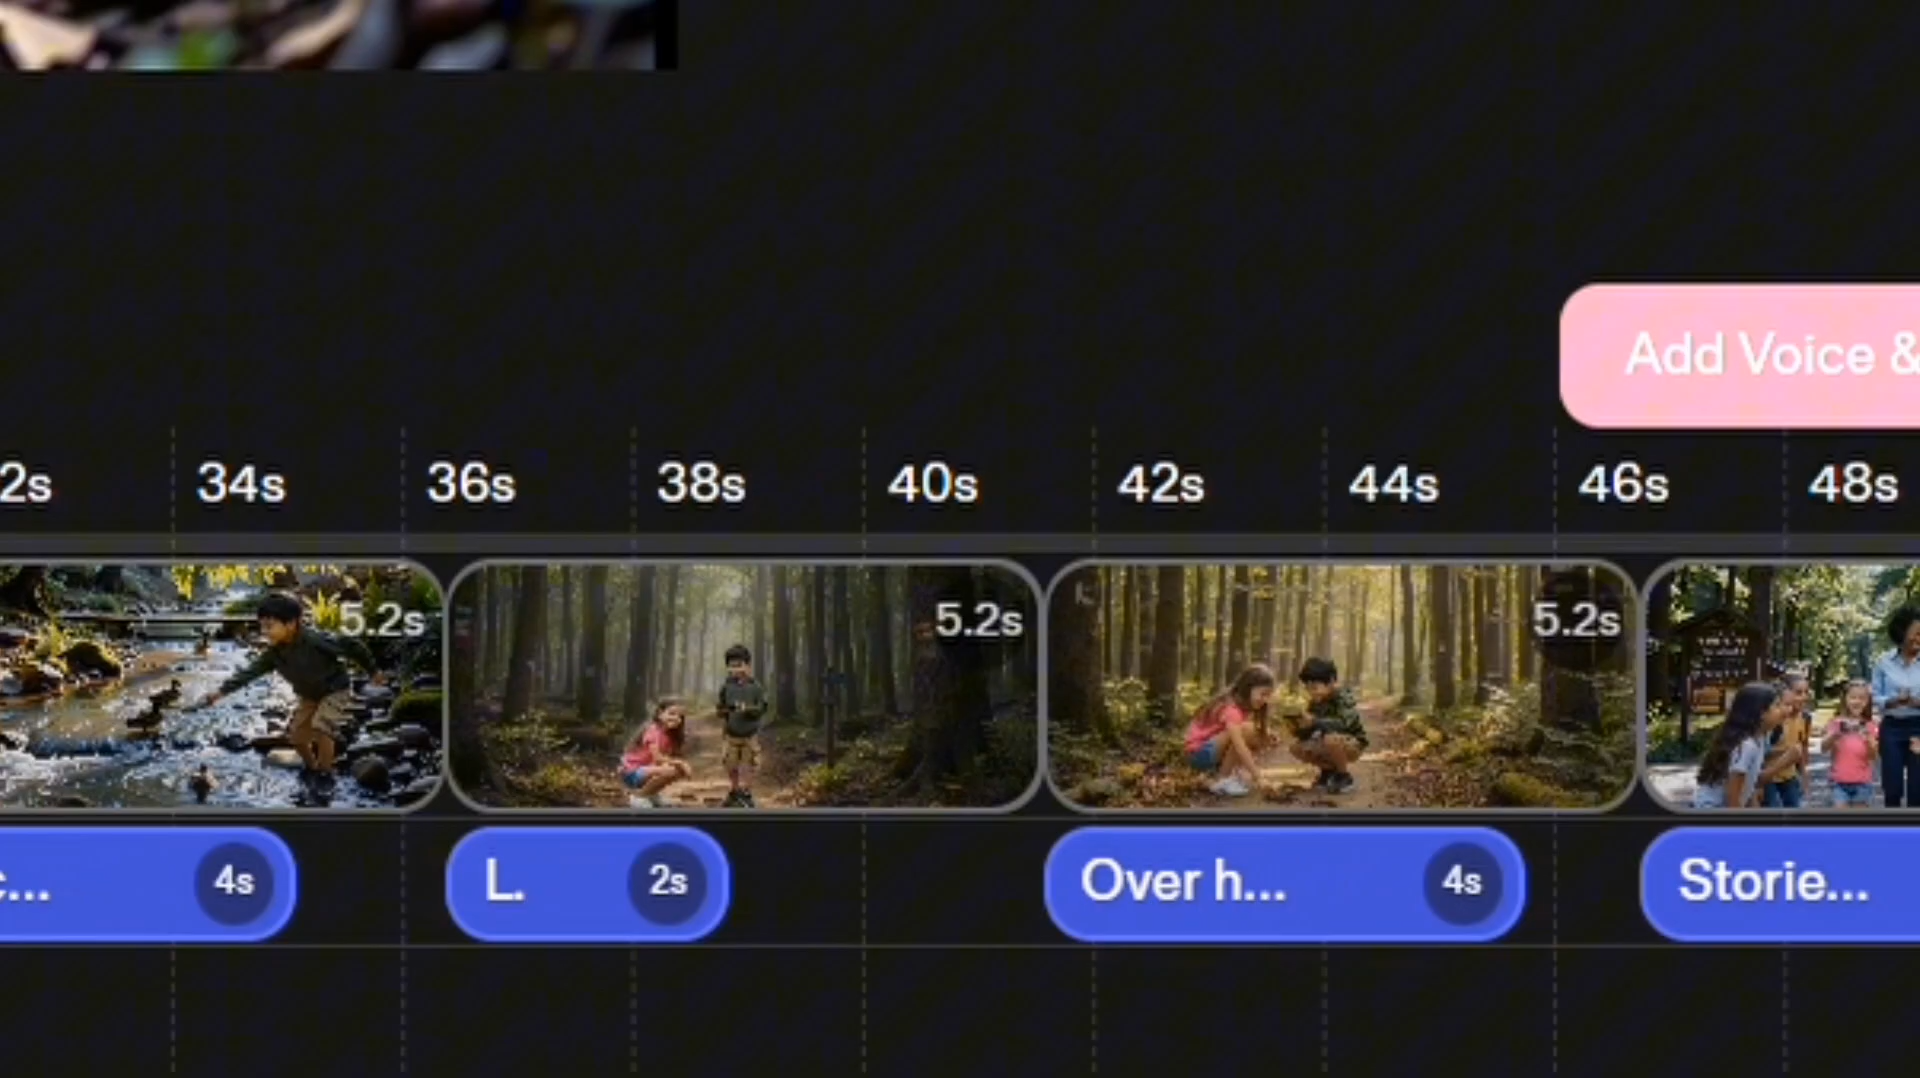 Add Voice &
2s 34s 36s 38s 40s 42s 44s 46s 48s
5.2s 5.2s 5.2s
4s L. 2s Over h... 4s Storie...